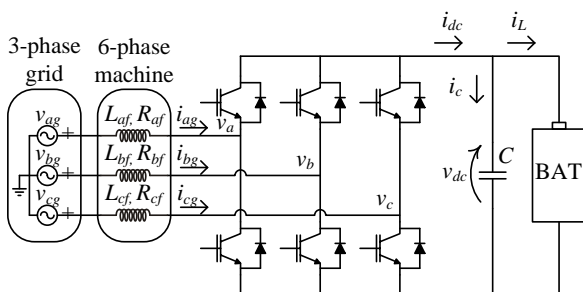 3-phase
grid
6-phase
machine
i_dc
i_L
v_ag
L_af, R_af
i_ag
v_a
i_c
v_bg
L_bf, R_bf
i_bg
v_b
v_dc
C
BAT
v_cg
L_cf, R_cf
i_cg
v_c